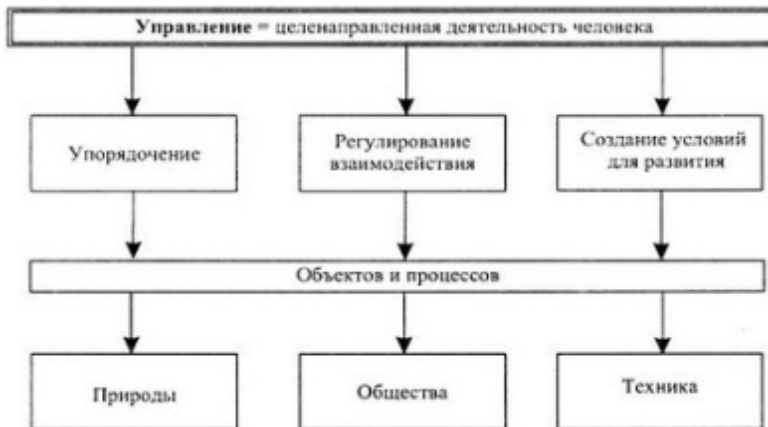 Управление = целенаправленная деятельность человека
Упорядочение
Регулирование
взаимодействия
Создание условий
для развития
Объектов и процессов
Природы
Общества
Техника